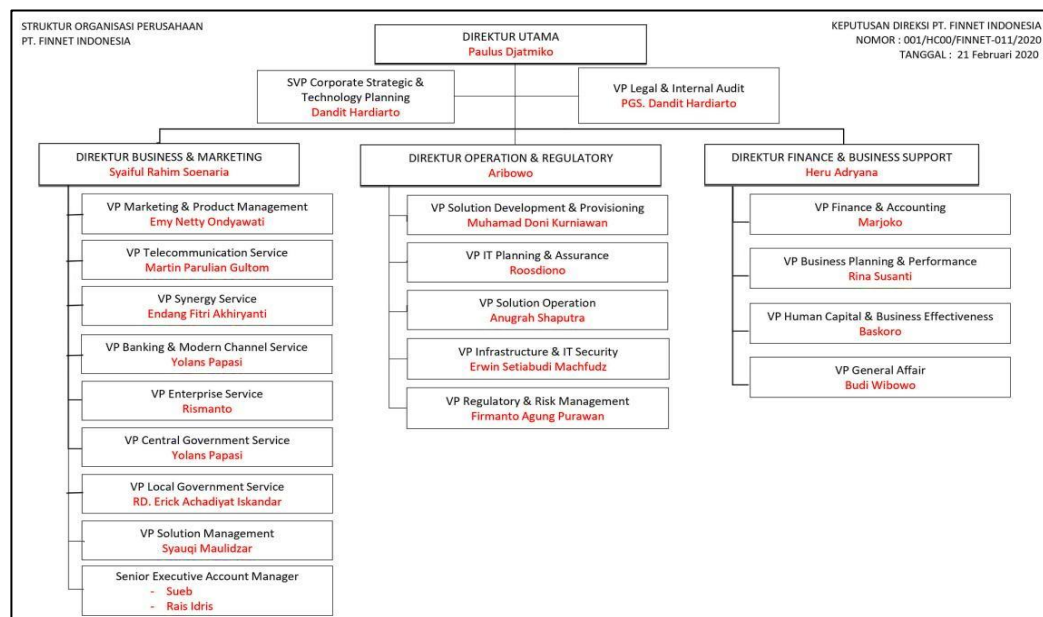 STRUKTUR ORGANISASI PERUSAHAAN
PT. FINNET INDONESIA
KEPUTUSAN DIREKSI PT. FINNET INDONESIA
NOMOR : 001/HC00/FINNET-011/2020
TANGGAL : 21 Februari 2020
DIREKTUR UTAMA
Paulus Djatmiko
SVP Corporate Strategic &
Technology Planning
Dandit Hardiarto
VP Legal & Internal Audit
PGS. Dandit Hardiarto
DIREKTUR BUSINESS & MARKETING
Syaiful Rahim Soenaria
VP Marketing & Product Management
Emy Netty Ondyawati
VP Telecommunication Service
Martin Parulian Gultom
VP Synergy Service
Endang Fitri Akhiryanti
VP Banking & Modern Channel Service
Yolans Papasi
VP Enterprise Service
Rismanto
VP Central Government Service
Yolans Papasi
VP Local Government Service
RD. Erick Achadiyat Iskandar
VP Solution Management
Syauqi Maulidzar
Senior Executive Account Manager
- Sueb
- Rais Idris
DIREKTUR OPERATION & REGULATORY
Aribowo
VP Solution Development & Provisioning
Muhamad Doni Kurniawan
VP IT Planning & Assurance
Roosdiono
VP Solution Operation
Anugrah Shaputra
VP Infrastructure & IT Security
Erwin Setiabudi Machfudz
VP Regulatory & Risk Management
Firmanto Agung Purawan
DIREKTUR FINANCE & BUSINESS SUPPORT
Heru Adryana
VP Finance & Accounting
Marjoko
VP Business Planning & Performance
Rina Susanti
VP Human Capital & Business Effectiveness
Baskoro
VP General Affair
Budi Wibowo